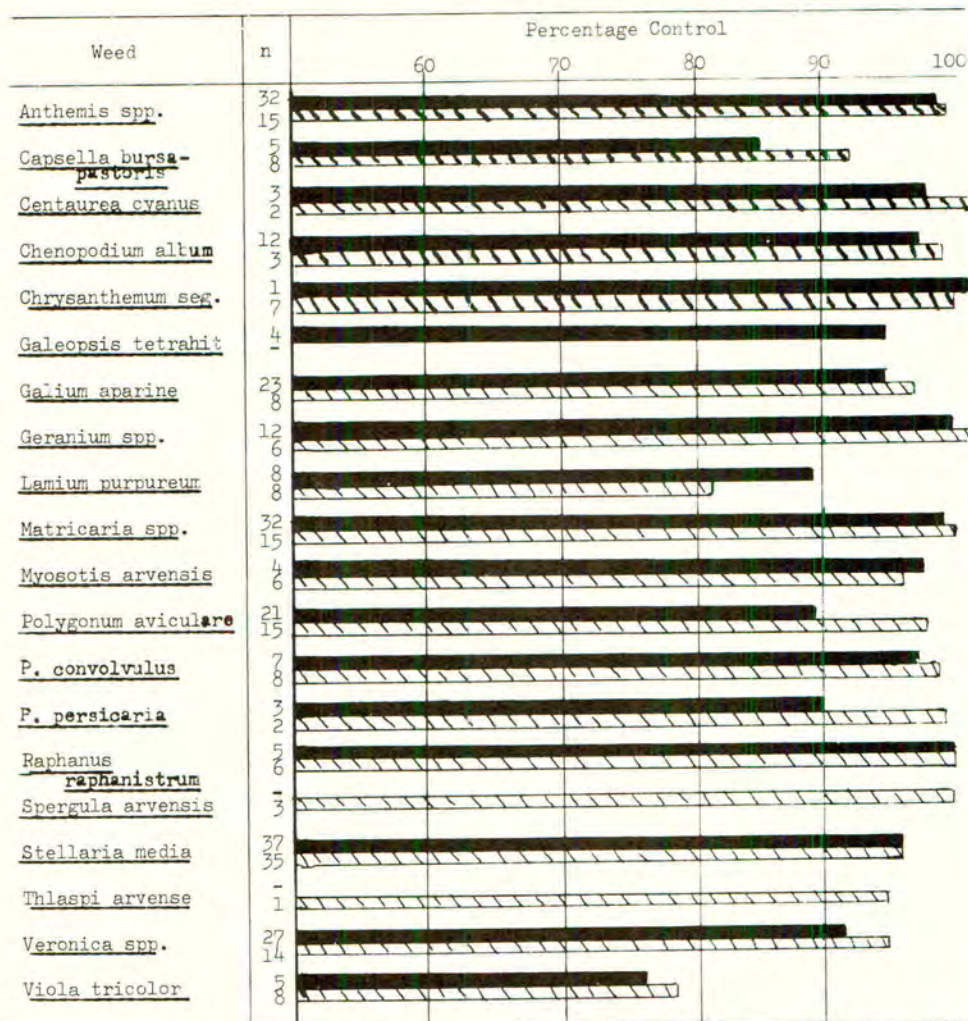 Percentage Control
Weed n
60 70 80 90 100
Anthemis spp. 32
15
Capsella bursa- 5
pastoris 8
Centaurea cyanus 3
2
Chenopodium album 12
3
Chrysanthemum seg. 1
7
Galeopsis tetrahit 4
-
Galium aparine 23
8
Geranium spp. 12
6
Lamium purpureum 8
8
Matricaria spp. 32
15
Myosotis arvensis 4
6
Polygonum aviculare 21
15
P. convolvulus 7
8
P. persicaria 3
2
Raphanus 5
raphanistrum 6
Spergula arvensis -
3
Stellaria media 37
35
Thlaspi arvense -
1
Veronica spp. 27
14
Viola tricolor 5
8